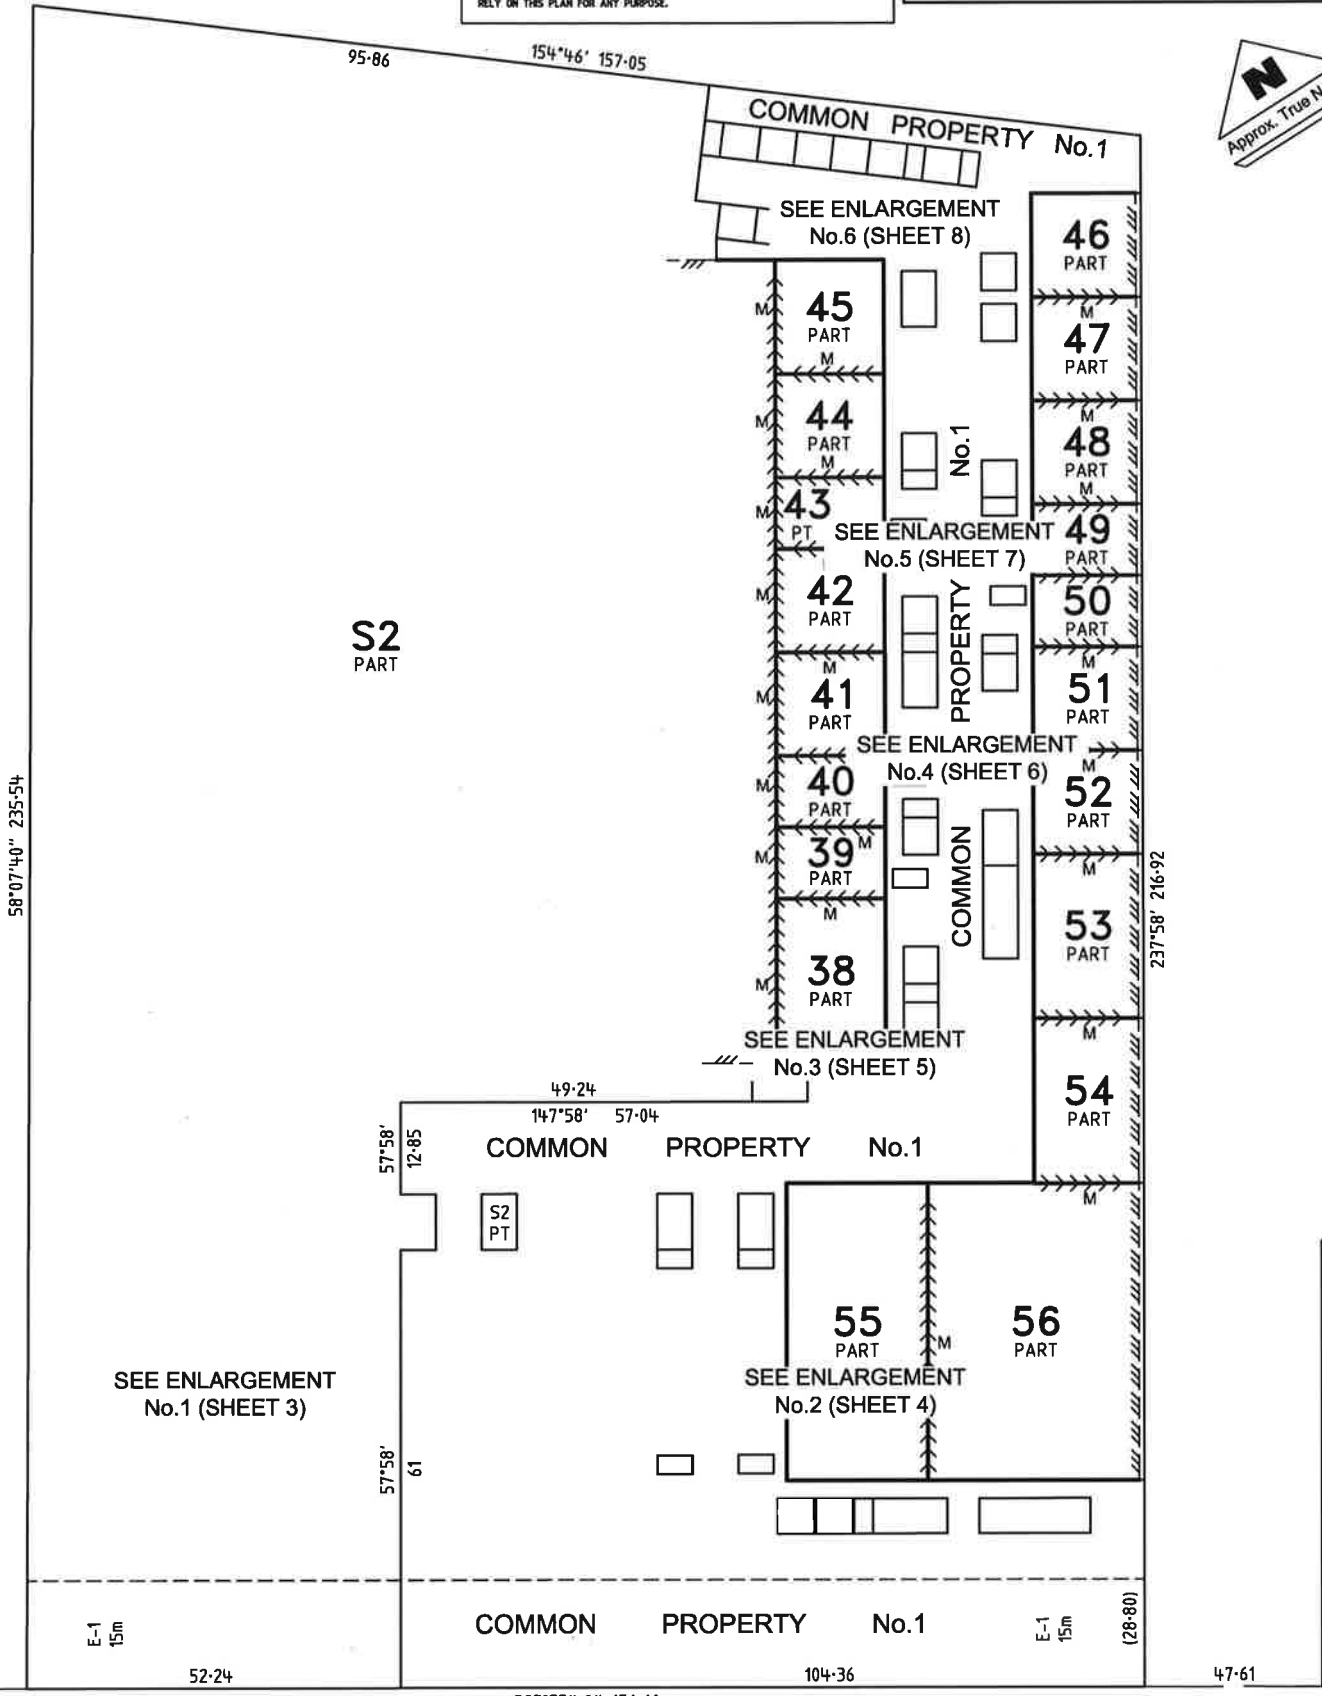 RELY ON THIS PLAN FOR ANY PURPOSE.
95·86
154°46' 157·05
N
Approx. True N
COMMON PROPERTY No.1
SEE ENLARGEMENT
No.6 (SHEET 8)
46
PART
45
PART
M
M
M
47
PART
44
PART
M
M
M
48
PART
M
No.1
43
PT
M
SEE ENLARGEMENT
No.5 (SHEET 7)
49
PART
42
PART
M
M
50
PART
M
PROPERTY
S2
PART
41
PART
M
51
PART
SEE ENLARGEMENT
No.4 (SHEET 6)
M
40
PART
M
M
52
PART
M
39
PART
M
M
COMMON
58°07'40" 235·54
237°58' 216·92
53
PART
M
38
PART
M
SEE ENLARGEMENT
No.3 (SHEET 5)
49·24
147°58' 57·04
54
PART
M
57°58'
12·85
COMMON PROPERTY No.1
S2
PT
55
PART
M
56
PART
SEE ENLARGEMENT
No.2 (SHEET 4)
SEE ENLARGEMENT
No.1 (SHEET 3)
57°58'
61
E-1
15m
COMMON PROPERTY No.1
E-1
15m
(28·80)
52·24
104·36
47·61